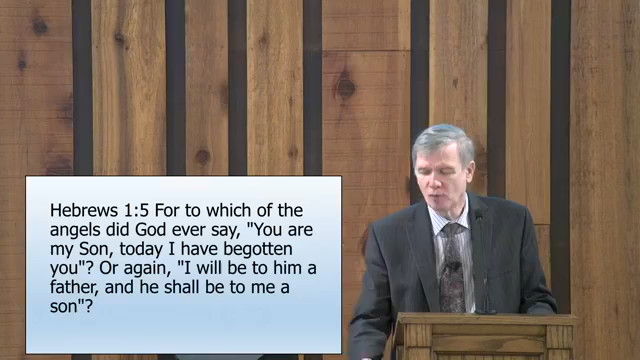 Hebrews 1:5 For to which of the
angels did God ever say, "You are
my Son, today I have begotten
you"? Or again, "I will be to him a
father, and he shall be to me a
son"?